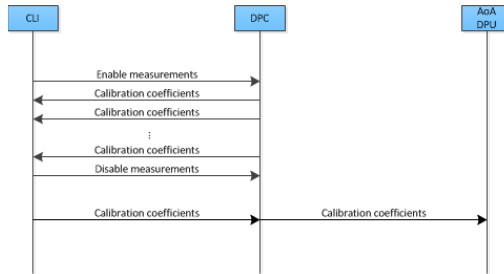 CLI
DPC
AoA
DPU
Enable measurements
Calibration coefficients
Calibration coefficients
⋮
Calibration coefficients
Disable measurements
Calibration coefficients
Calibration coefficients